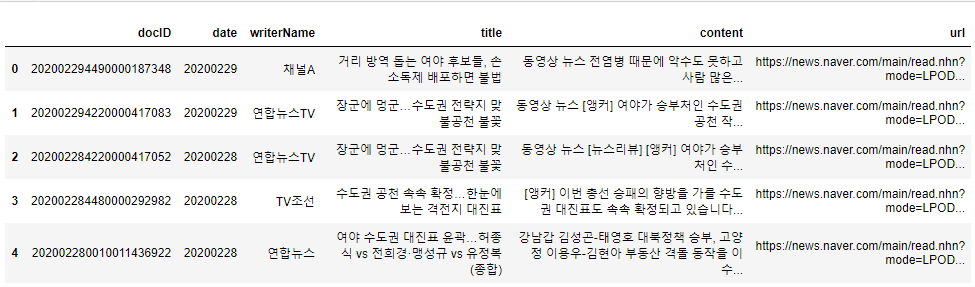 docID date writerName title content url
0 202002294490000187348 20200229 채널A 거리 방역 돕는 여야 후보들, 손 동영상 뉴스 전염병 때문에 악수도 못하고 https://news.naver.com/main/read.nhn?
소독제 배포하면 불법 사람 많은... mode=LPOD...
1 202002294220000417083 20200229 연합뉴스TV 장군에 멍군…수도권 전략지 맞 동영상 뉴스 [앵커] 여야가 승부처인 수도권 https://news.naver.com/main/read.nhn?
불공천 불꽃 공천 작... mode=LPOD...
2 202002284220000417052 20200228 연합뉴스TV 장군에 멍군…수도권 전략지 맞 동영상 뉴스 [뉴스리뷰] [앵커] 여야가 승부 https://news.naver.com/main/read.nhn?
불공천 불꽃 처인 수... mode=LPOD...
3 202002284480000292982 20200228 TV조선 수도권 공천 속속 확정…한눈에 [앵커] 이번 총선 승패의 향방을 가를 수도 https://news.naver.com/main/read.nhn?
보는 격전지 대진표 권 대진표도 속속 확정되고 있습니다... mode=LPOD...
4 202002280010011436922 20200228 연합뉴스 여야 수도권 대진표 윤곽…허종 강남갑 김성곤-태영호 대북정책 승부, 고양 https://news.naver.com/main/read.nhn?
식 vs 전희경·맹성규 vs 유정복 정 이용우-김현아 부동산 격돌 동작을 이 mode=LPOD...
(종합) 수...